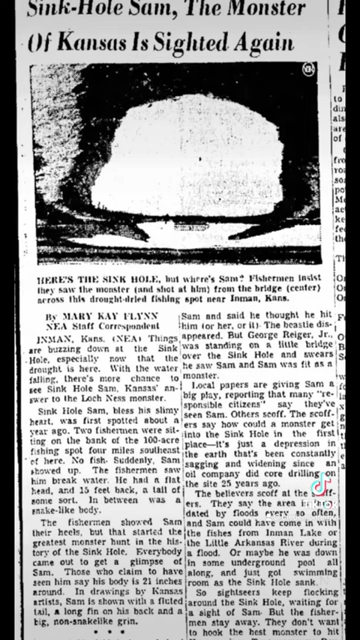 Sink-Hole Sam, The Monster
Of Kansas Is Sighted Again
HERE'S THE SINK HOLE, but where's Sam? Fishermen insist
they saw the monster (and shot at him) from the bridge (center)
across this drought-dried fishing spot near Inman, Kans.
By MARY KAY FLYNN
NEA Staff Correspondent
INMAN, Kans. (NEA) Things
are buzzing down at the Sink
Hole, especially now that the
drought is here. With the water
falling, there's more chance to
see Sink Hole Sam, Kansas' an-
swer to the Loch Ness monster.
Sink Hole Sam, bless his slimy
heart, was first spotted about a
year ago. Two fishermen were sit-
ting on the bank of the 100-acre
fishing spot four miles southeast
of here. No fish. Suddenly, Sam
showed up. The fishermen saw
him break water. He had a flat
head, and 15 feet back, a tail of
some sort. In between was a
snake-like body.
The fishermen showed Sam
their heels, but that started the
greatest monster hunt in the his-
tory of the Sink Hole. Everybody
came out to get a glimpse of
Sam. Those who claim to have
seen him say his body is 21 inches
around. In drawings by Kansas
artists, Sam is shown with a fluted
tail, a long fin on his back and a
big, non-snakelike grin.
* * *
Sam and said he thought he hit
him (or her, or it). The beastie dis-
appeared. But George Reiger, Jr.,
was standing on a little bridge
over the Sink Hole and swears
he saw Sam and Sam was fit as a
monster.
Local papers are giving Sam a
big play, reporting that many "re-
sponsible citizens" say they've
seen Sam. Others scoff. The scoff-
ers say how could a monster get
into the Sink Hole in the first
place—it's just a depression in
the earth that's been constantly
sagging and widening since an
oil company did core drilling on
the site 25 years ago.
The believers scoff at the
ers. They say the area is
dated by floods every so often,
and Sam could have come in with
the fishes from Inman Lake or
the Little Arkansas River during
a flood. Or maybe he was down
in some underground pool all
along, and just got swimming
room as the Sink Hole sank.
So sightseers keep flocking
around the Sink Hole, waiting for
a sight of Sam. But the fisher-
men stay away. They don't want
to hook the best monster to hit